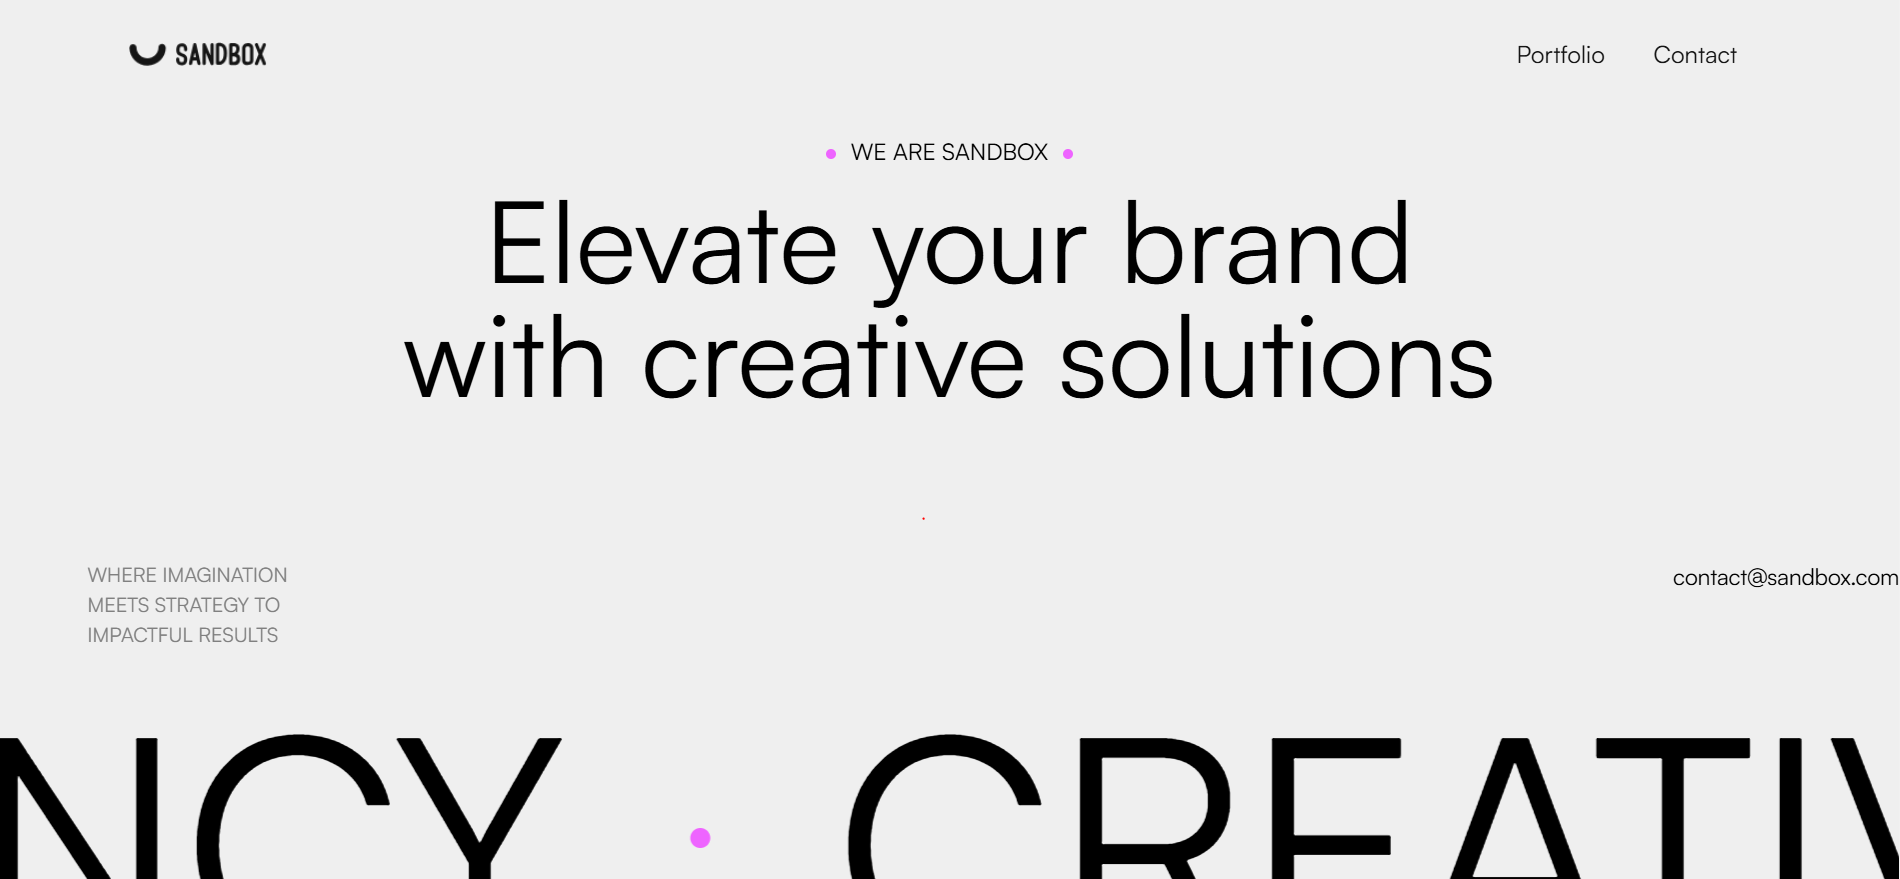 SANDBOX
Portfolio Contact
WE ARE SANDBOX
Elevate your brand
with creative solutions
WHERE IMAGINATION
MEETS STRATEGY TO
IMPACTFUL RESULTS
contact@sandbox.com
NCY • CREATIV